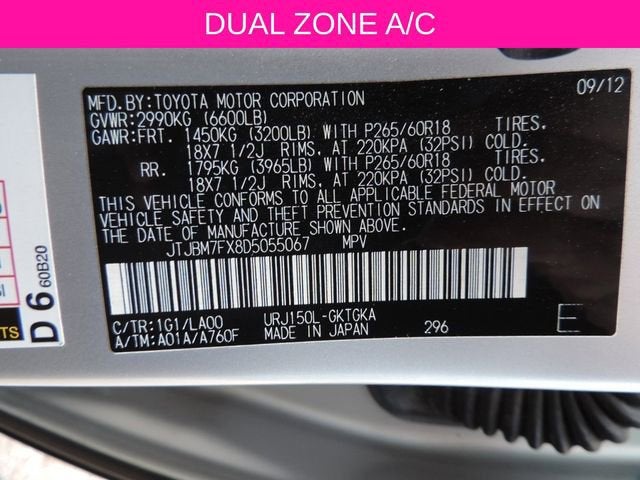 DUAL ZONE A/C
09/12
MFD.BY:TOYOTA MOTOR CORPORATION
GVWR:2990KG (6600LB)
GAWR:FRT. 1450KG (3200LB) WITH P265/60R18 TIRES.
18X7 1/2J RIMS. AT 220KPA (32PSI) COLD.
RR. 1795KG (3965LB) WITH P265/60R18 TIRES.
18X7 1/2J RIMS. AT 220KPA (32PSI) COLD.
THIS VEHICLE CONFORMS TO ALL APPLICABLE FEDERAL MOTOR
VEHICLE SAFETY AND THEFT PREVENTION STANDARDS IN EFFECT ON
THE DATE OF MANUFACTURE SHOWN ABOVE.
JTJBM7FX8D5055067 MPV
C/TR:1G1/LA00 URJ150L-GKTGKA
A/TM:A01A/A760F MADE IN JAPAN 296 E
D 6 60B20
TS